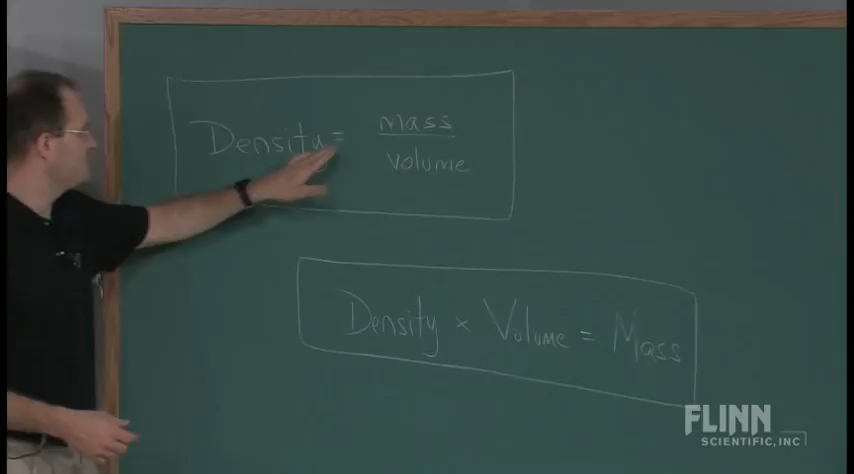 Density = mass
volume
Density × Volume = Mass
FLINN
SCIENTIFIC, INC